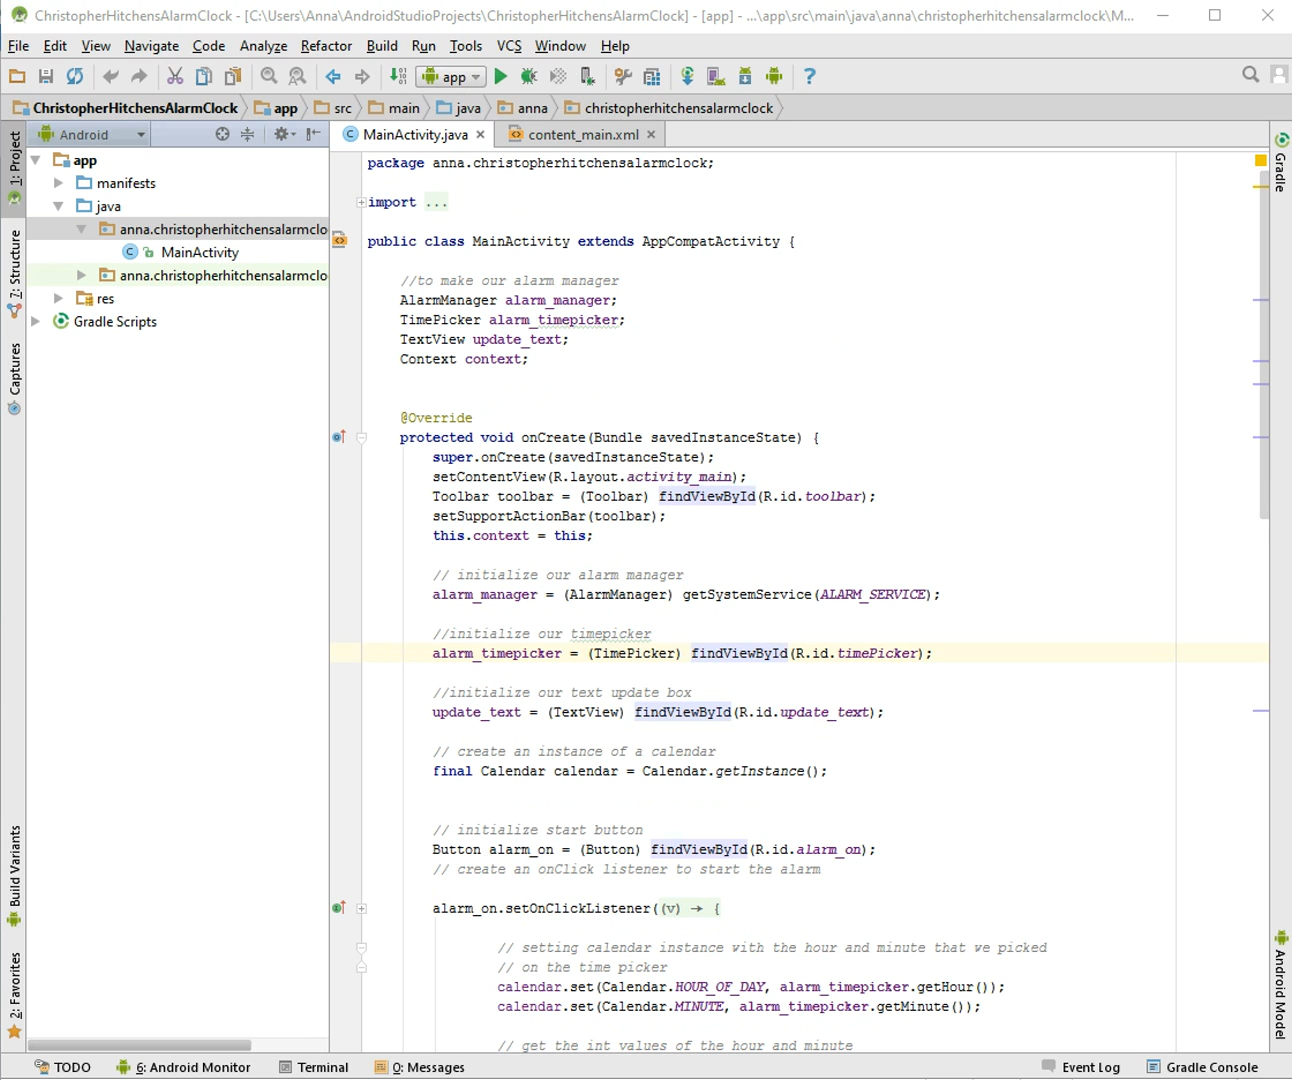 ChristopherHitchensAlarmClock - [C:\Users\Anna\AndroidStudioProjects\ChristopherHitchensAlarmClock] - [app] - ...\app\src\main\java\anna\christopherhitchensalarmclock\M...
File Edit View Navigate Code Analyze Refactor Build Run Tools VCS Window Help
app
ChristopherHitchensAlarmClock app src main java anna christopherhitchensalarmclock
Android
MainActivity.java
content_main.xml
1: Project
7: Structure
Captures
Build Variants
2: Favorites
app
manifests
java
anna.christopherhitchensalarmclo
MainActivity
anna.christopherhitchensalarmclo
res
Gradle Scripts
package anna.christopherhitchensalarmclock;
import ...
public class MainActivity extends AppCompatActivity {
//to make our alarm manager
AlarmManager alarm_manager;
TimePicker alarm_timepicker;
TextView update_text;
Context context;
@Override
protected void onCreate(Bundle savedInstanceState) {
super.onCreate(savedInstanceState);
setContentView(R.layout.activity_main);
Toolbar toolbar = (Toolbar) findViewById(R.id.toolbar);
setSupportActionBar(toolbar);
this.context = this;
// initialize our alarm manager
alarm_manager = (AlarmManager) getSystemService(ALARM_SERVICE);
//initialize our timepicker
alarm_timepicker = (TimePicker) findViewById(R.id.timePicker);
//initialize our text update box
update_text = (TextView) findViewById(R.id.update_text);
// create an instance of a calendar
final Calendar calendar = Calendar.getInstance();
// initialize start button
Button alarm_on = (Button) findViewById(R.id.alarm_on);
// create an onClick listener to start the alarm
alarm_on.setOnClickListener((v) → {
// setting calendar instance with the hour and minute that we picked
// on the time picker
calendar.set(Calendar.HOUR_OF_DAY, alarm_timepicker.getHour());
calendar.set(Calendar.MINUTE, alarm_timepicker.getMinute());
// get the int values of the hour and minute
Gradle
Android Model
TODO 6: Android Monitor Terminal 0: Messages Event Log Gradle Console